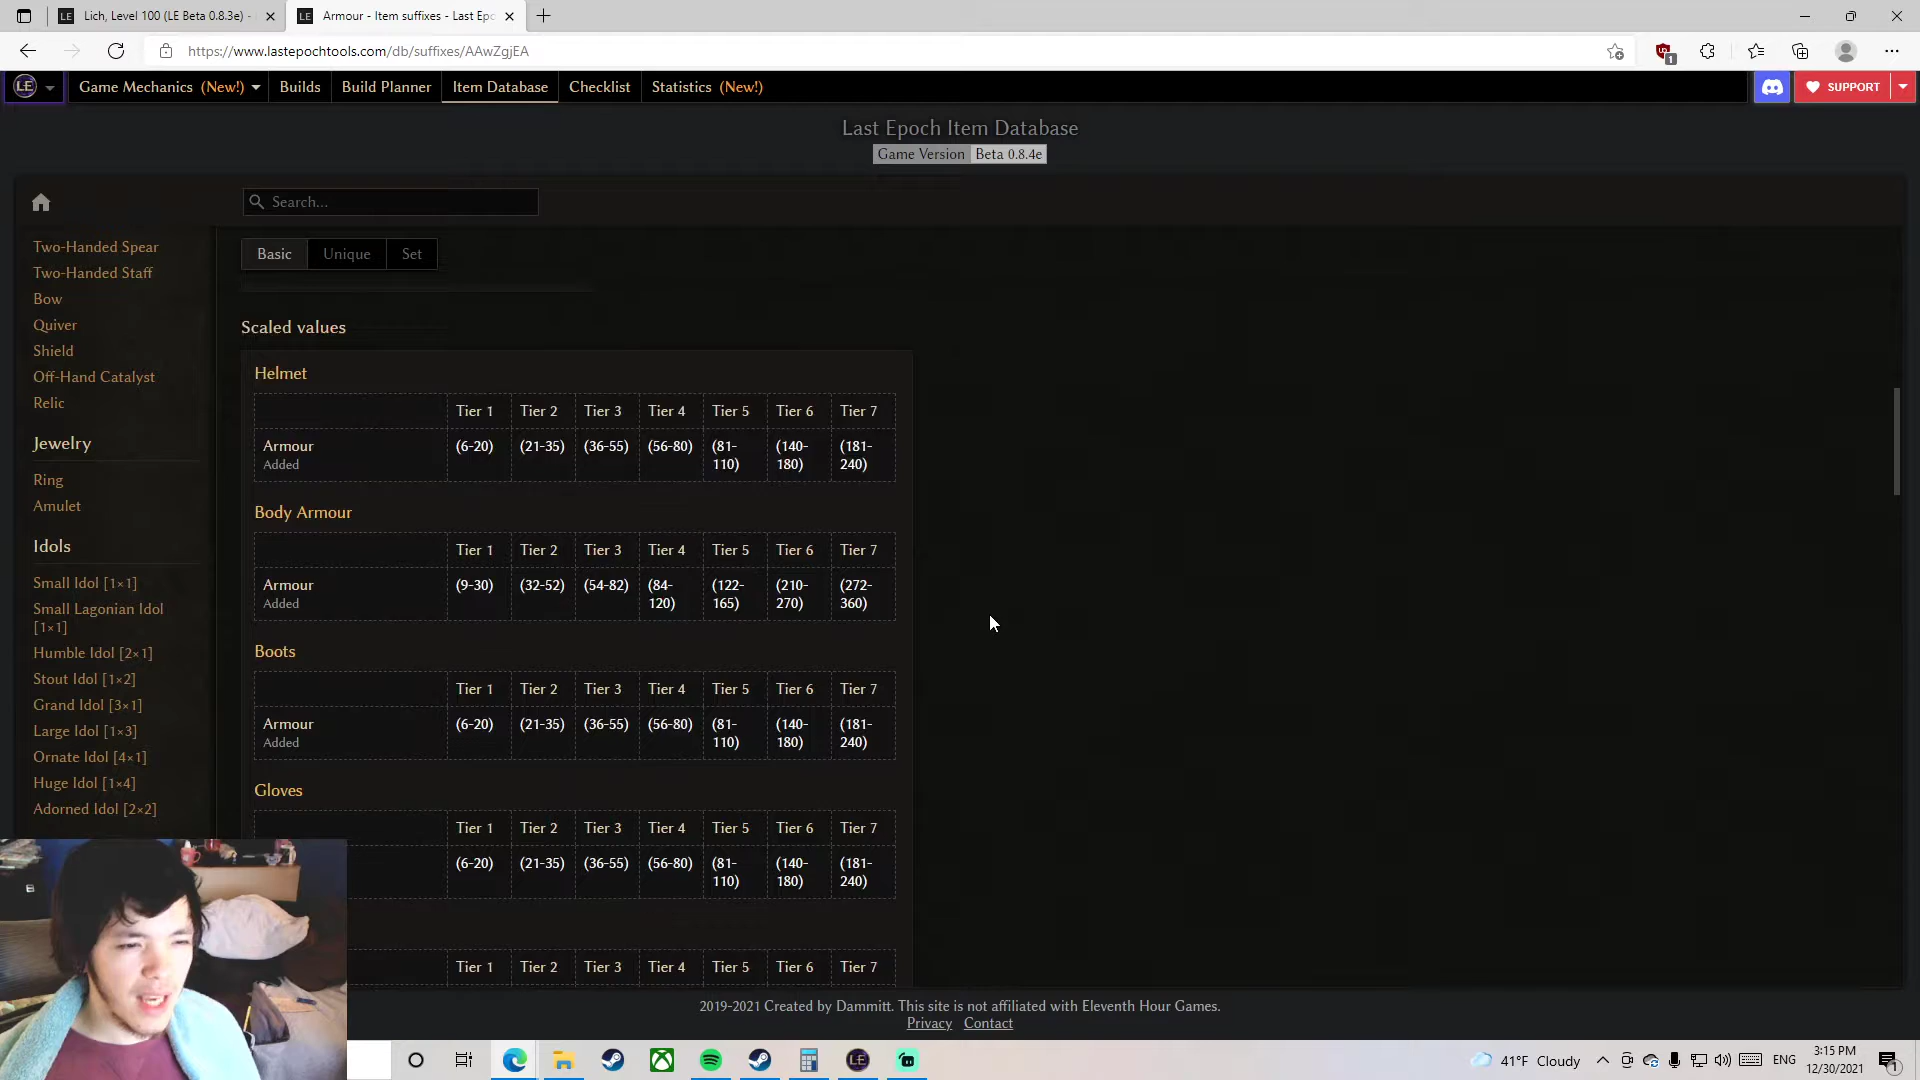 Lich, Level 100 (LE Beta 0.8.3e) -
Armour - Item suffixes - Last Epo
https://www.lastepochtools.com/db/suffixes/AAwZgjEA
1
LE
Game Mechanics (New!)
Builds
Build Planner
Item Database
Checklist
Statistics (New!)
SUPPORT
Last Epoch Item Database
Game Version Beta 0.8.4e
Search...
Two-Handed Spear
Two-Handed Staff
Bow
Quiver
Shield
Off-Hand Catalyst
Relic
Jewelry
Ring
Amulet
Idols
Small Idol [1×1]
Small Lagonian Idol
[1×1]
Humble Idol [2×1]
Stout Idol [1×2]
Grand Idol [3×1]
Large Idol [1×3]
Ornate Idol [4×1]
Huge Idol [1×4]
Adorned Idol [2×2]
Basic Unique Set
Scaled values
Helmet
Tier 1 Tier 2 Tier 3 Tier 4 Tier 5 Tier 6 Tier 7
Armour (6-20) (21-35) (36-55) (56-80) (81- (140- (181-
Added 110) 180) 240)
Body Armour
Tier 1 Tier 2 Tier 3 Tier 4 Tier 5 Tier 6 Tier 7
Armour (9-30) (32-52) (54-82) (84- (122- (210- (272-
Added 120) 165) 270) 360)
Boots
Tier 1 Tier 2 Tier 3 Tier 4 Tier 5 Tier 6 Tier 7
Armour (6-20) (21-35) (36-55) (56-80) (81- (140- (181-
Added 110) 180) 240)
Gloves
Tier 1 Tier 2 Tier 3 Tier 4 Tier 5 Tier 6 Tier 7
(6-20) (21-35) (36-55) (56-80) (81- (140- (181-
110) 180) 240)
Tier 1 Tier 2 Tier 3 Tier 4 Tier 5 Tier 6 Tier 7
2019-2021 Created by Dammitt. This site is not affiliated with Eleventh Hour Games.
Privacy Contact
41°F Cloudy
ENG
3:15 PM
12/30/2021
1